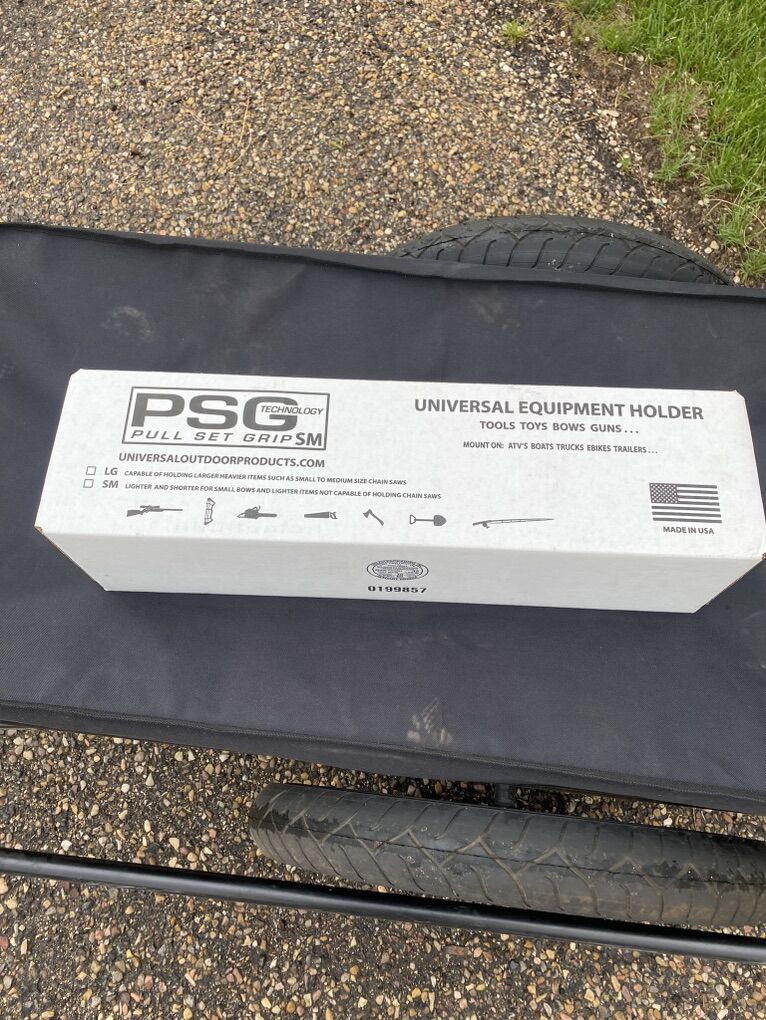 PSG TECHNOLOGY
PULL SET GRIP SM
UNIVERSALOUTDOORPRODUCTS.COM
LG CAPABLE OF HOLDING LARGER HEAVIER ITEMS SUCH AS SMALL TO MEDIUM SIZE CHAIN SAWS
SM LIGHTER AND SHORTER FOR SMALL BOWS AND LIGHTER ITEMS NOT CAPABLE OF HOLDING CHAIN SAWS
UNIVERSAL EQUIPMENT HOLDER
TOOLS TOYS BOWS GUNS...
MOUNT ON: ATV'S BOATS TRUCKS EBIKES TRAILERS...
MADE IN USA
0199857